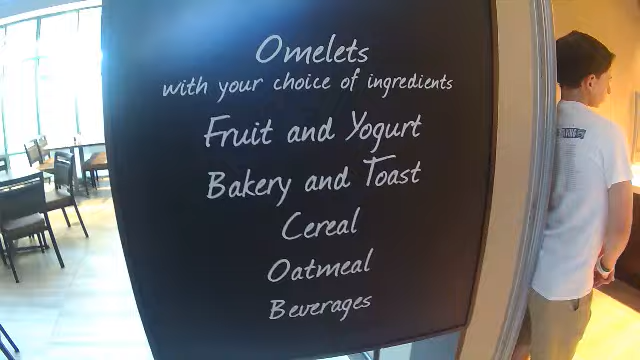 Omelets
with your choice of ingredients
Fruit and Yogurt
Bakery and Toast
Cereal
Oatmeal
Beverages